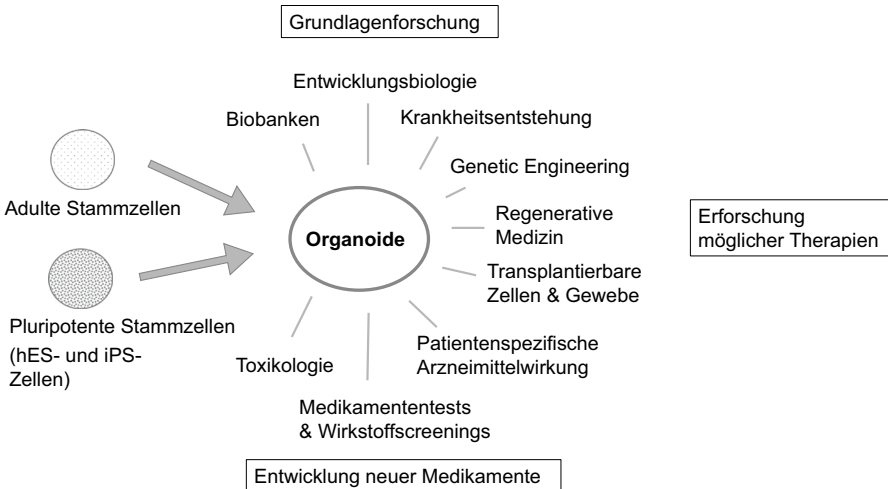 Grundlagenforschung
Entwicklungsbiologie
Biobanken
Krankheitsentstehung
Genetic Engineering
Adulte Stammzellen
Regenerative
Medizin
Erforschung
möglicher Therapien
Organoide
Transplantierbare
Zellen & Gewebe
Pluripotente Stammzellen
(hES- und iPS-
Zellen)
Toxikologie
Patientenspezifische
Arzneimittelwirkung
Medikamententests
& Wirkstoffscreenings
Entwicklung neuer Medikamente